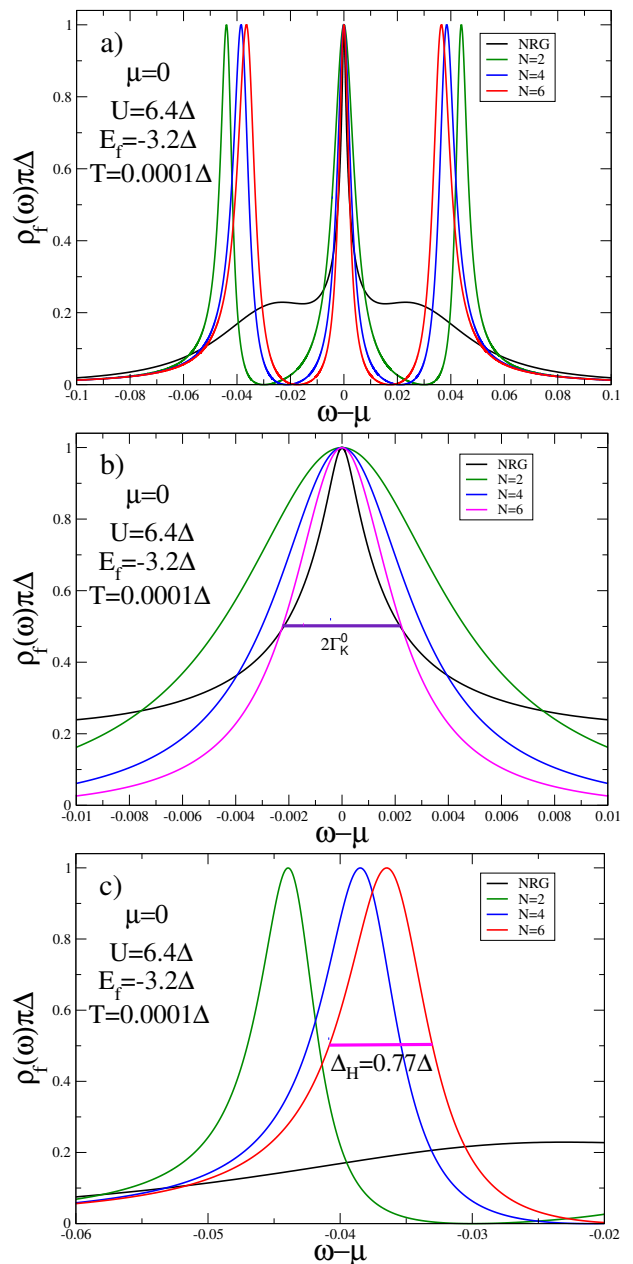 a)
μ=0
U=6.4Δ
E_f=-3.2Δ
T=0.0001Δ
NRG
N=2
N=4
N=6
ρ_f(ω)πΔ
1
0.8
0.6
0.4
0.2
0
-0.1 -0.08 -0.06 -0.04 -0.02 0 0.02 0.04 0.06 0.08 0.1
ω−μ
b)
μ=0
U=6.4Δ
E_f=-3.2Δ
T=0.0001Δ
NRG
N=2
N=4
N=6
2Γ_K^0
ρ_f(ω)πΔ
1
0.8
0.6
0.4
0.2
0
-0.01 -0.008 -0.006 -0.004 -0.002 0 0.002 0.004 0.006 0.008 0.01
ω−μ
c)
μ=0
U=6.4Δ
E_f=-3.2Δ
T=0.0001Δ
NRG
N=2
N=4
N=6
Δ_H=0.77Δ
ρ_f(ω)πΔ
1
0.8
0.6
0.4
0.2
0
-0.06 -0.05 -0.04 -0.03 -0.02
ω−μ